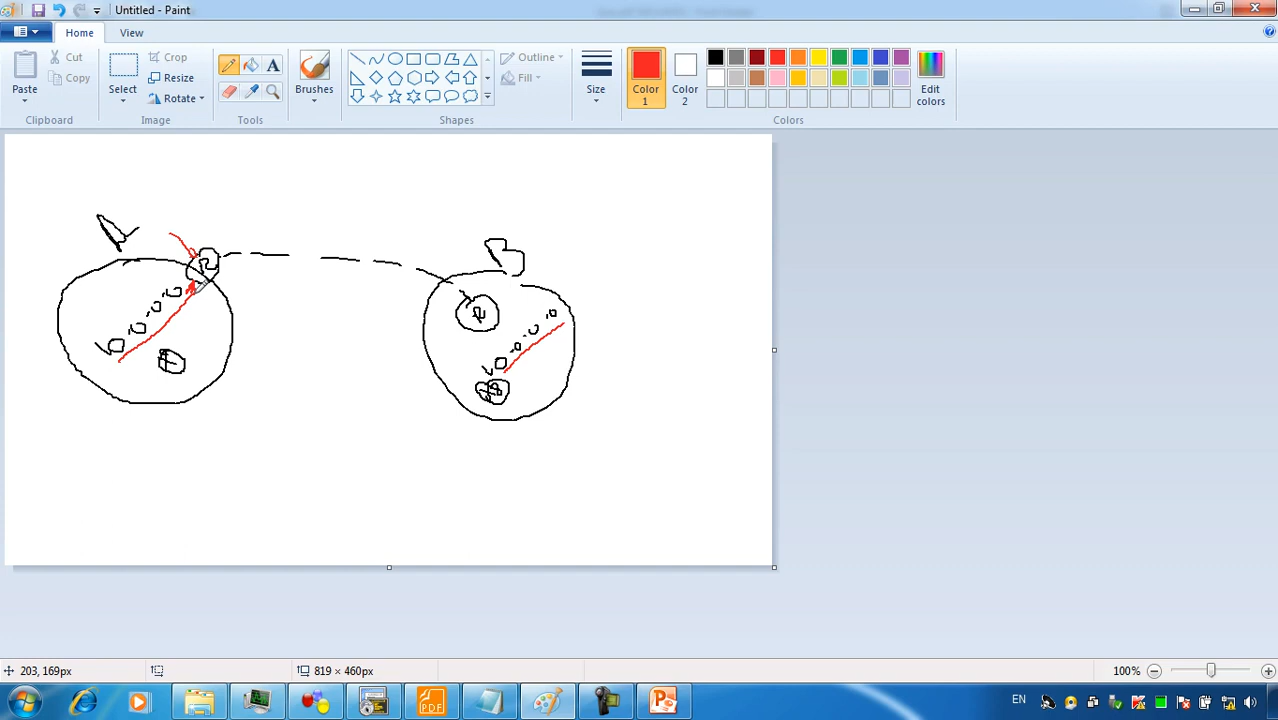 Untitled - Paint
Home
View
Paste
Cut
Copy
Clipboard
Select
Crop
Resize
Rotate
Image
Tools
Brushes
Shapes
Outline
Fill
Size
Color
1
Color
2
Edit
colors
Colors
203, 169px
819 × 460px
100%
EN